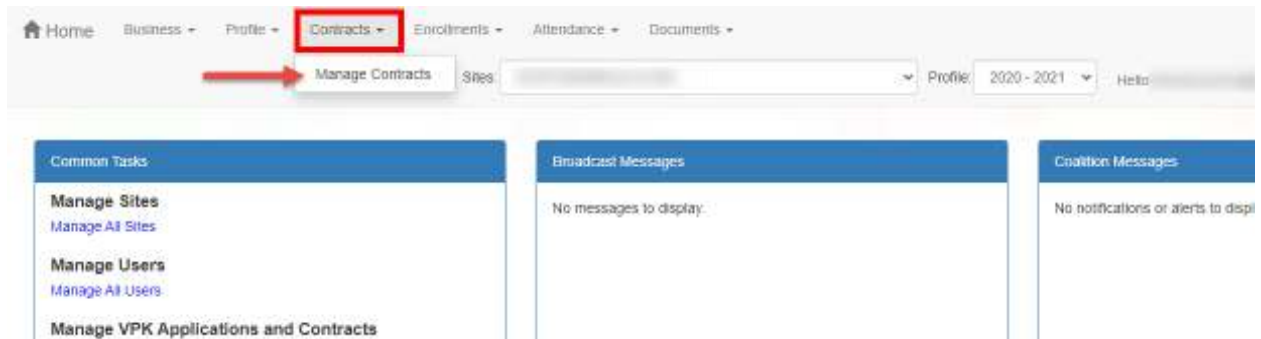 Home Business Profile Contracts Enrollments Attendance Documents
Manage Contracts Sites: Profile: 2020 - 2021 Hello
Common Tasks Broadcast Messages Coalition Messages
Manage Sites No messages to display. No notifications or alerts to displ
Manage All Sites
Manage Users
Manage All Users
Manage VPK Applications and Contracts